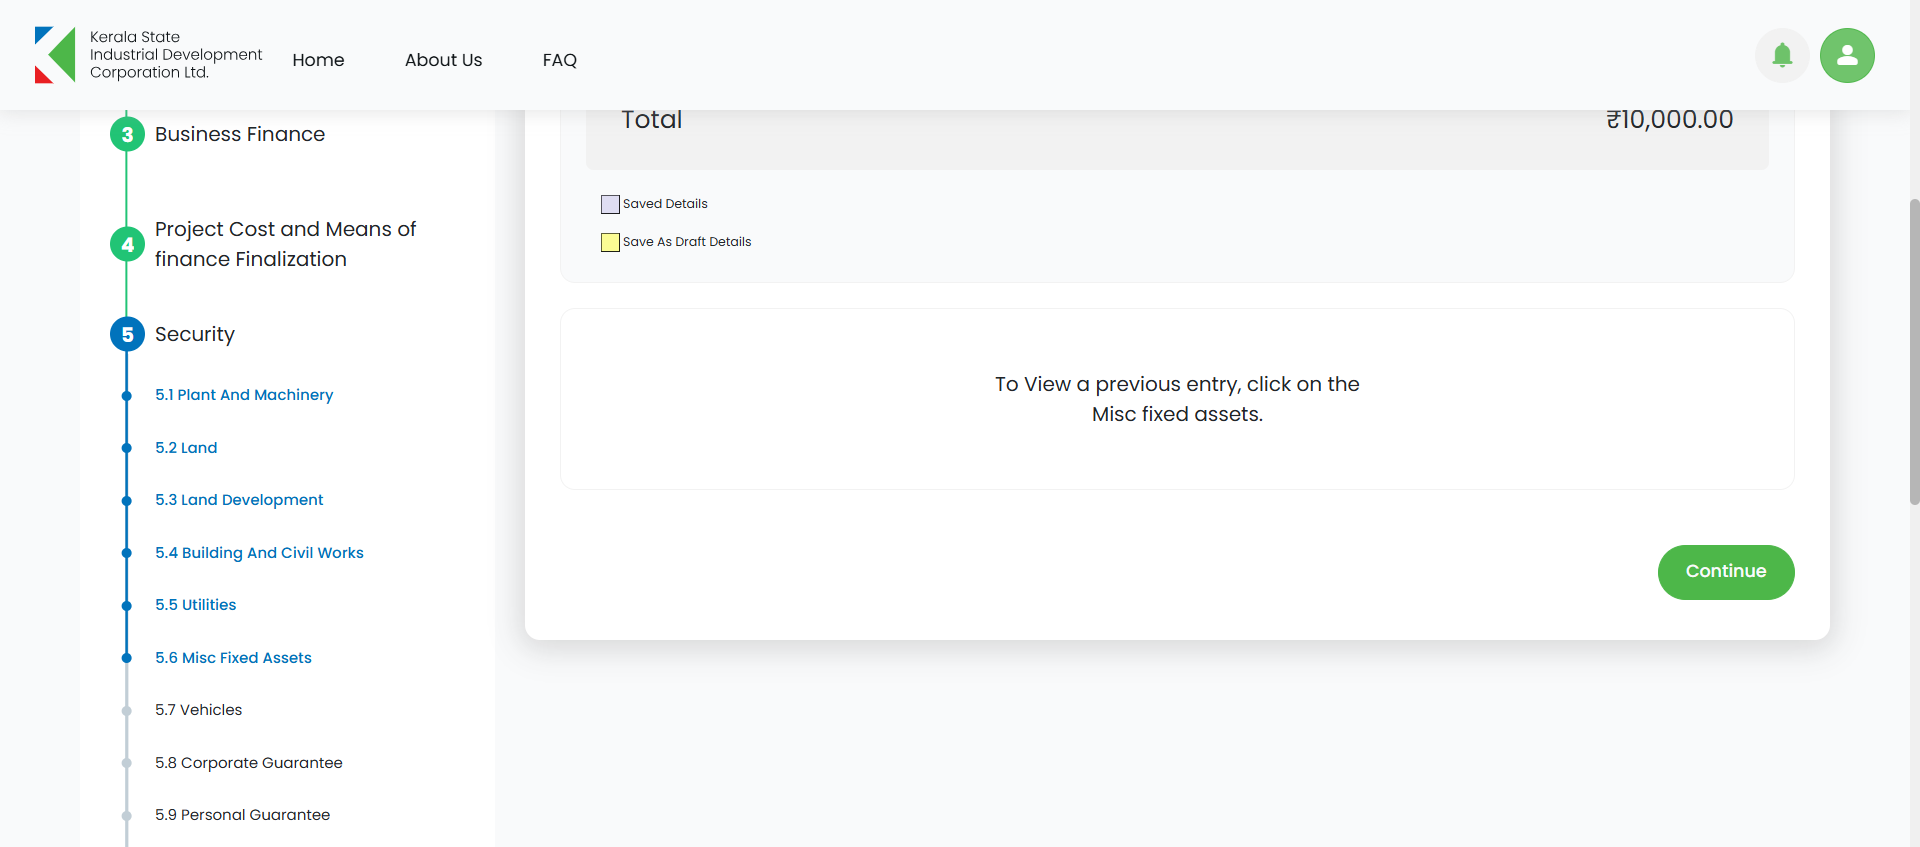 Kerala State
Industrial Development
Corporation Ltd.
Home
About Us
FAQ
3
Business Finance
4
Project Cost and Means of
finance Finalization
5
Security
5.1 Plant And Machinery
5.2 Land
5.3 Land Development
5.4 Building And Civil Works
5.5 Utilities
5.6 Misc Fixed Assets
5.7 Vehicles
5.8 Corporate Guarantee
5.9 Personal Guarantee
Total
₹10,000.00
Saved Details
Save As Draft Details
To View a previous entry, click on the
Misc fixed assets.
Continue